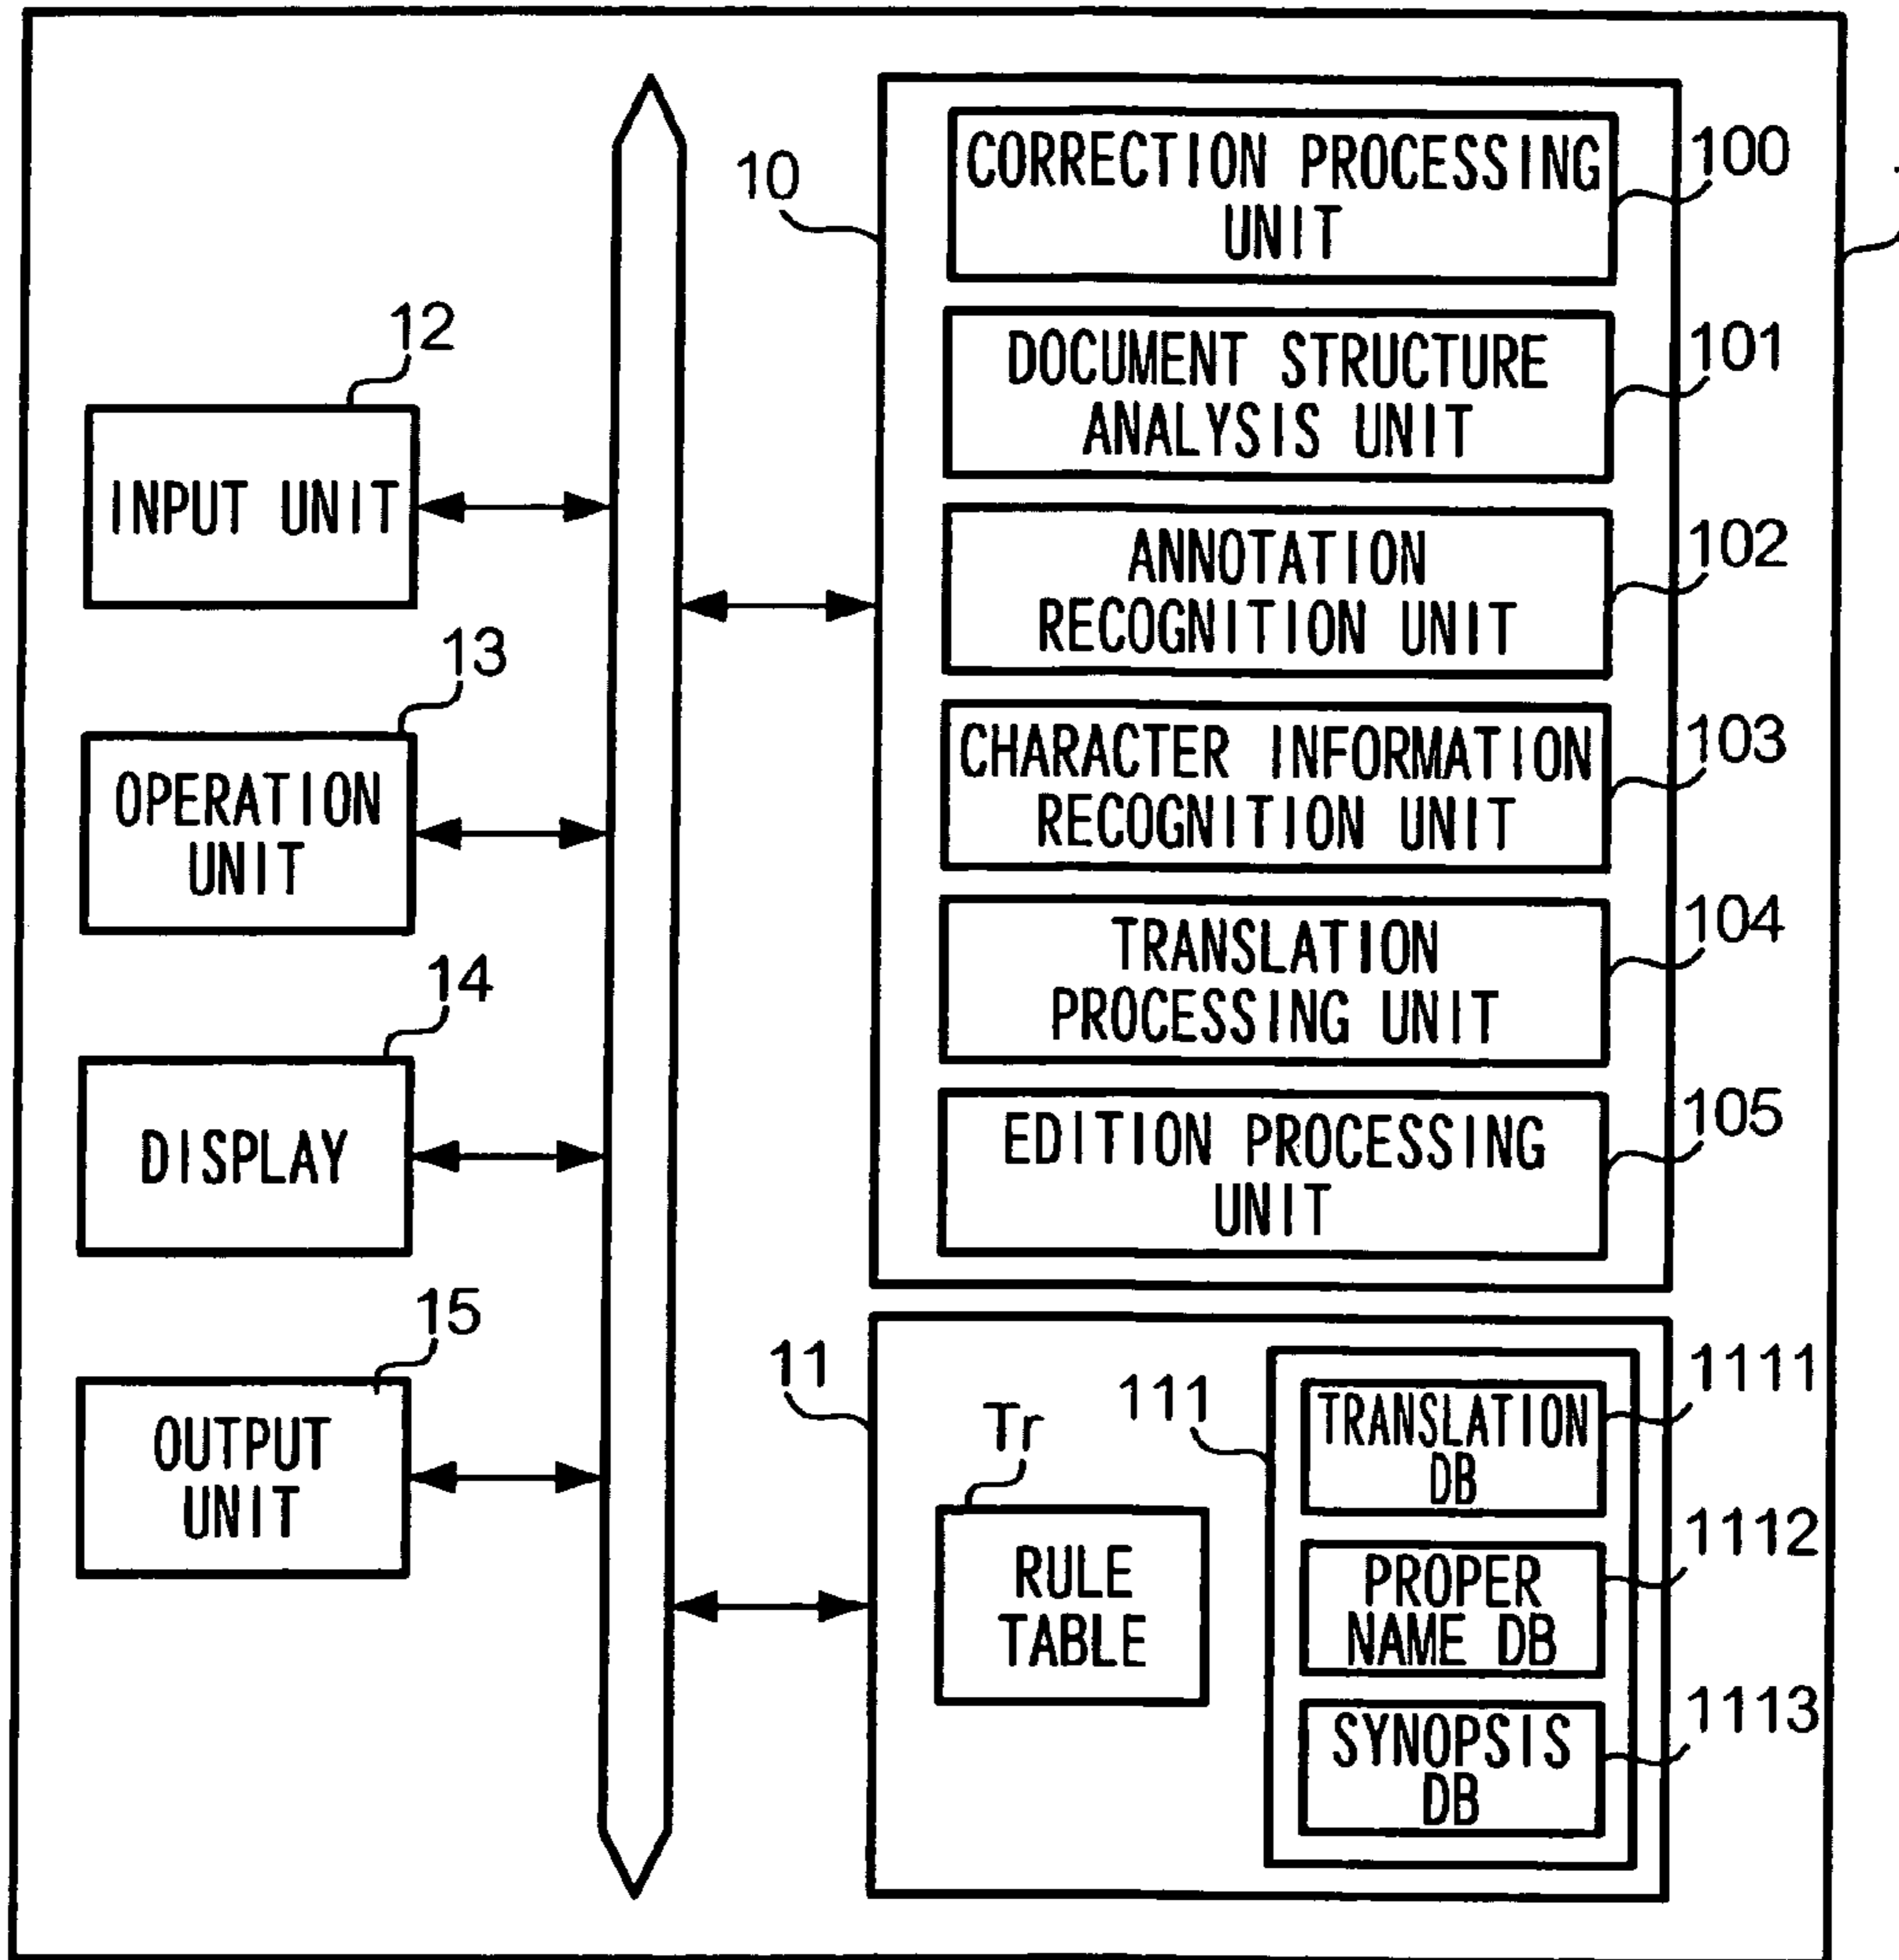 10
CORRECTION PROCESSING
UNIT
100
DOCUMENT STRUCTURE
ANALYSIS UNIT
101
ANNOTATION
RECOGNITION UNIT
102
CHARACTER INFORMATION
RECOGNITION UNIT
103
TRANSLATION
PROCESSING UNIT
104
EDITION PROCESSING
UNIT
105
12
INPUT UNIT
13
OPERATION
UNIT
14
DISPLAY
15
OUTPUT
UNIT
11
Tr
RULE
TABLE
111
TRANSLATION
DB
1111
PROPER
NAME DB
1112
SYNOPSIS
DB
1113